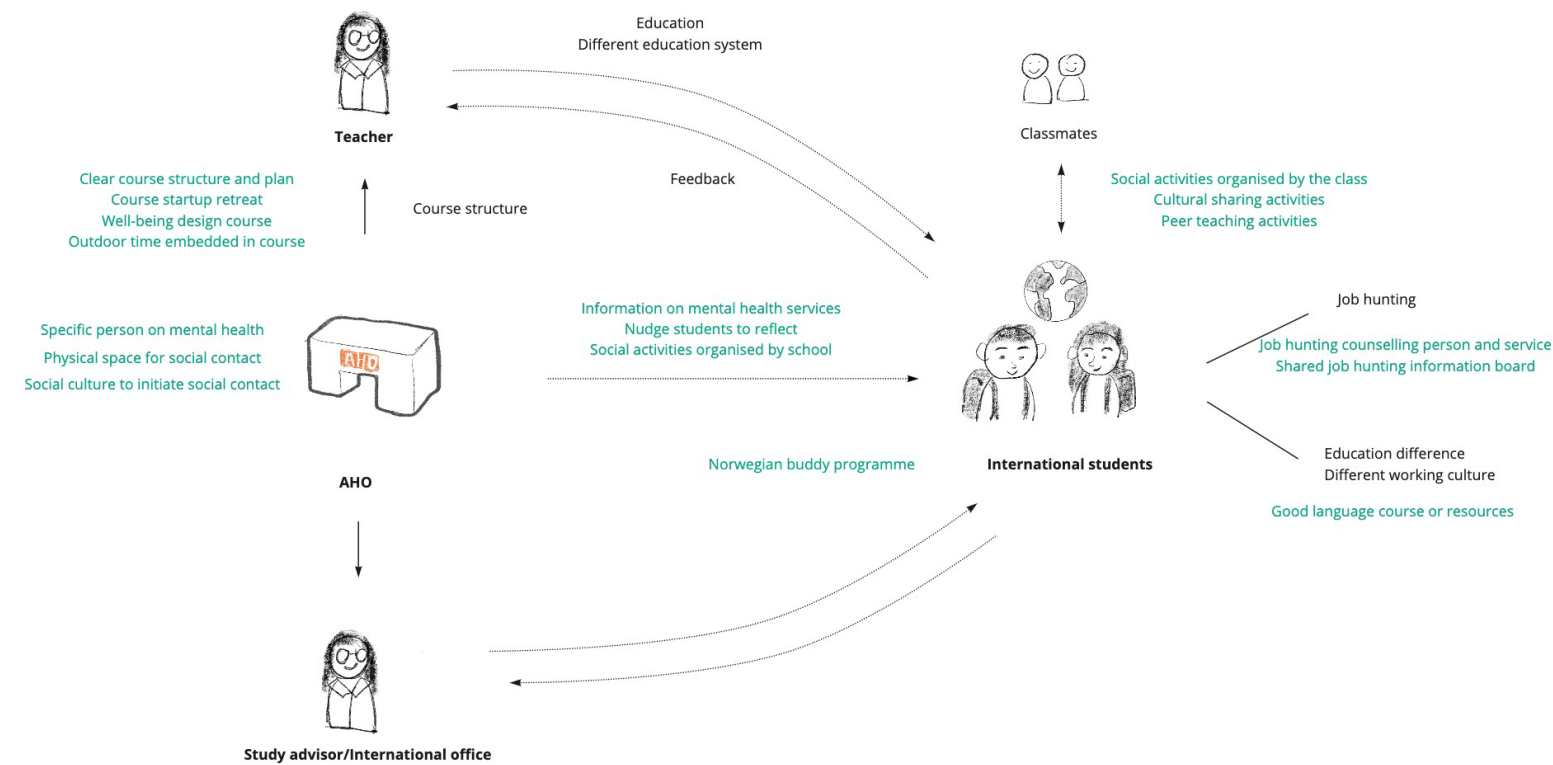 Education
Different education system
Teacher
Classmates
Clear course structure and plan
Course startup retreat
Well-being design course
Outdoor time embedded in course
Course structure
Feedback
Social activities organised by the class
Cultural sharing activities
Peer teaching activities
Specific person on mental health
Physical space for social contact
Social culture to initiate social contact
AHO
Information on mental health services
Nudge students to reflect
Social activities organised by school
Job hunting
Job hunting counselling person and service
Shared job hunting information board
Education difference
Different working culture
Good language course or resources
Norwegian buddy programme
International students
AHO
Study advisor/International office